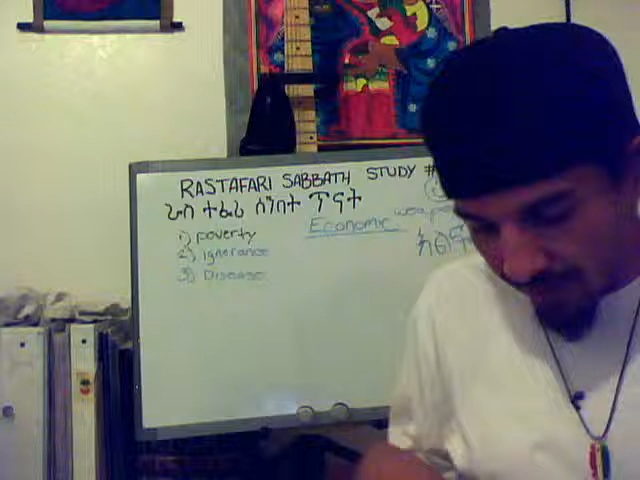 RASTAFARI SABBATH STUDY #
ራስ ተፈሪ ሰንበት ጥናት
Economic
1) poverty
2) ignorance
3) Disease